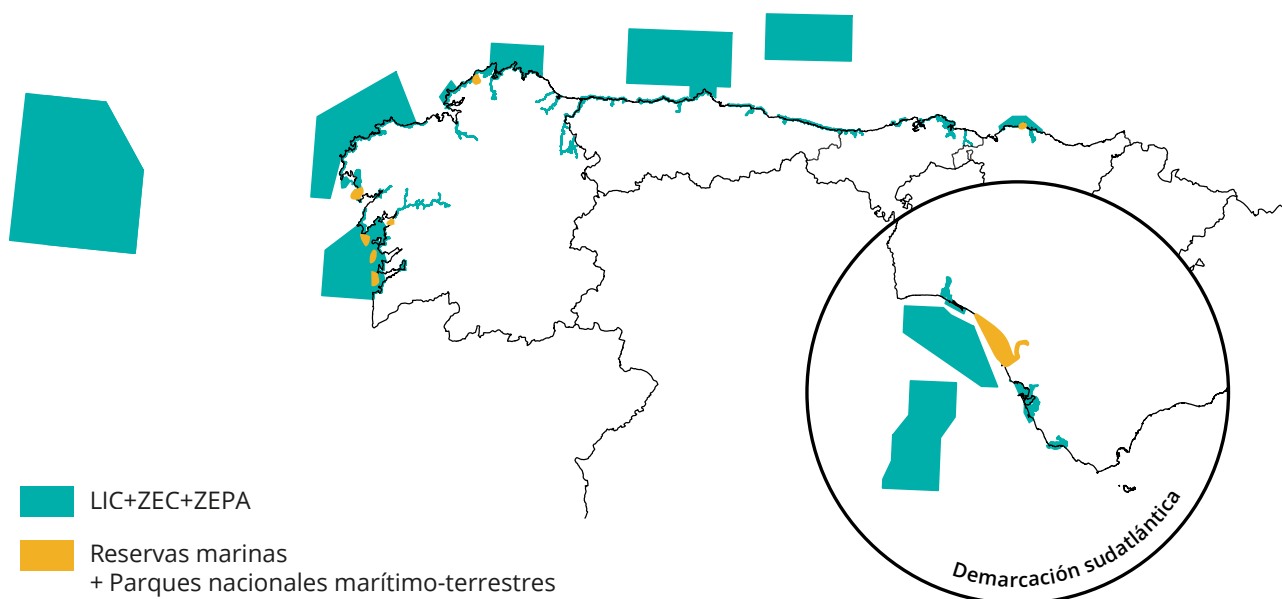 LIC+ZEC+ZEPA
Reservas marinas
+ Parques nacionales marítimo-terrestres
Demarcación sudatlántica